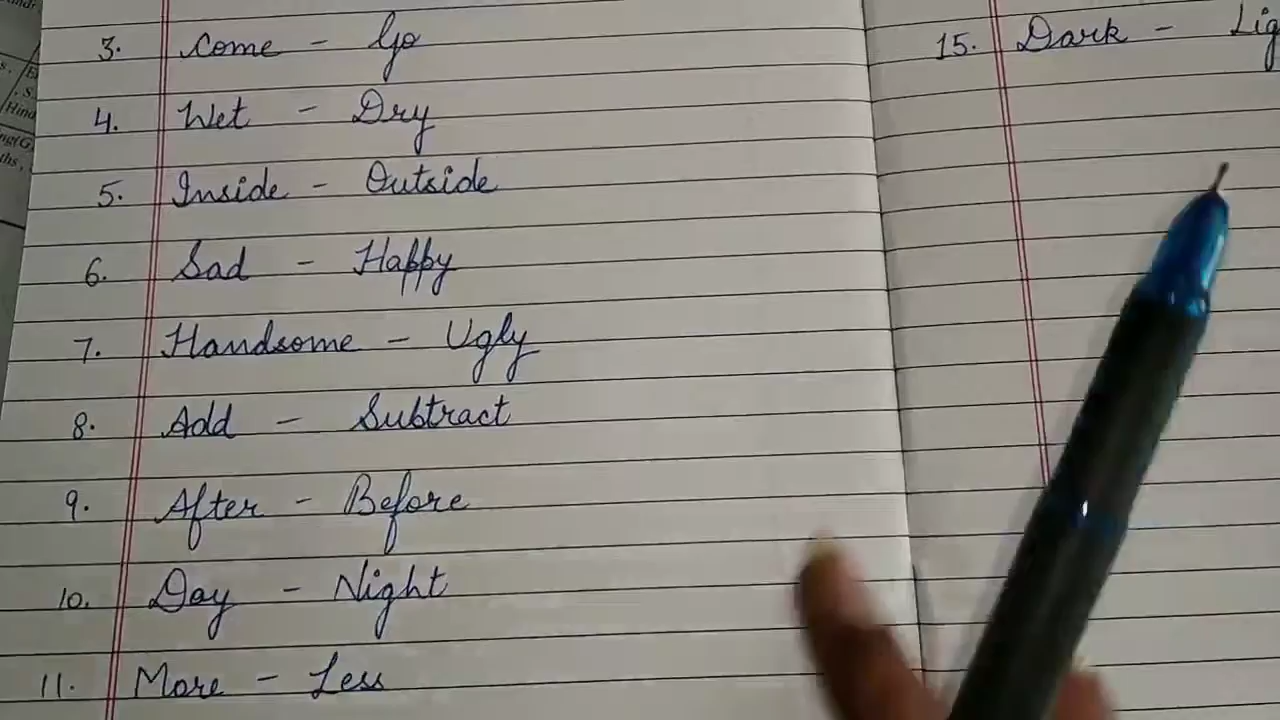 3. Come - Go
4. Wet - Dry
5. Inside - Outside
6. Sad - Happy
7. Handsome - Ugly
8. Add - Subtract
9. After - Before
10. Day - Night
11. More - Less
15. Dark - Lig